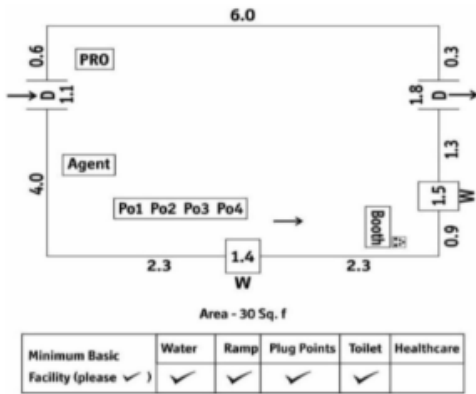 6.0
0.6
PRO
0.3
D
1.1
1.8
D
4.0
Agent
1.3
1.5
W
Po1 Po2 Po3 Po4
Booth
0.9
2.3
1.4
2.3
W
Area - 30 Sq. f
Minimum Basic
Facility (please ✓ )
Water
Ramp
Plug Points
Toilet
Healthcare
✓ ✓ ✓ ✓